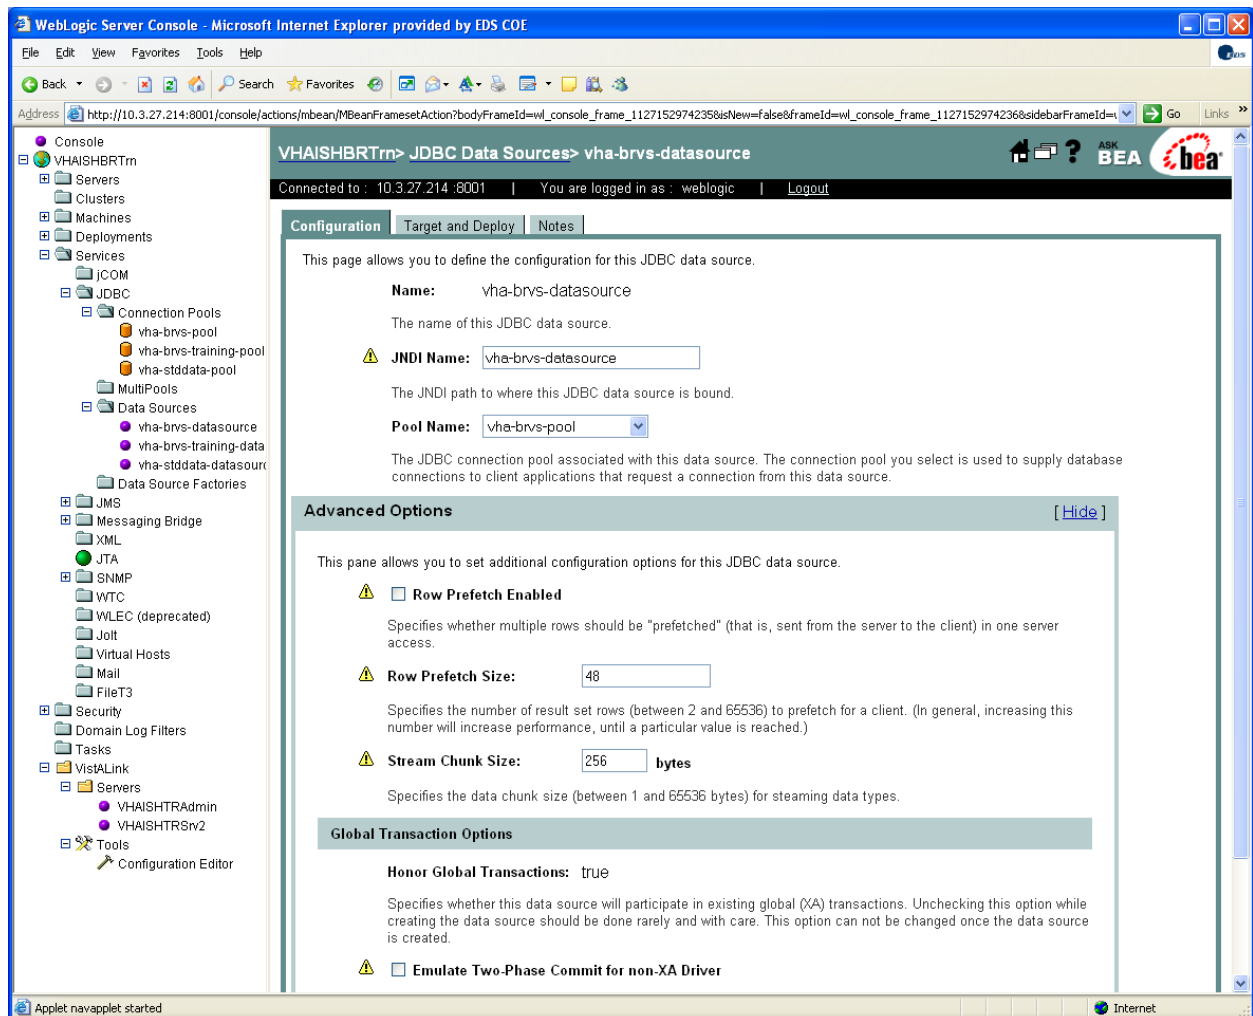 WebLogic Server Console - Microsoft Internet Explorer provided by EDS COE
File Edit View Favorites Tools Help
EDS
Back Search Favorites
Address http://10.3.27.214:8001/console/actions/mbean/MBeanFramesetAction?bodyFrameId=wl_console_frame_1127152974235&isNew=false&frameId=wl_console_frame_1127152974236&sidebarFrameId= Go Links »
Console
VHAISHBRTrn
Servers
Clusters
Machines
Deployments
Services
jCOM
JDBC
Connection Pools
vha-brvs-pool
vha-brvs-training-pool
vha-stddata-pool
MultiPools
Data Sources
vha-brvs-datasource
vha-brvs-training-data
vha-stddata-datasourc
Data Source Factories
JMS
Messaging Bridge
XML
JTA
SNMP
WTC
WLEC (deprecated)
Jolt
Virtual Hosts
Mail
FileT3
Security
Domain Log Filters
Tasks
VistALink
Servers
VHAISHTRAdmin
VHAISHTRSrv2
Tools
Configuration Editor
VHAISHBRTrn> JDBC Data Sources> vha-brvs-datasource
? ASK BEA bea
Connected to : 10.3.27.214 :8001 | You are logged in as : weblogic | Logout
Configuration Target and Deploy Notes
This page allows you to define the configuration for this JDBC data source.
Name: vha-brvs-datasource
The name of this JDBC data source.
JNDI Name: vha-brvs-datasource
The JNDI path to where this JDBC data source is bound.
Pool Name: vha-brvs-pool
The JDBC connection pool associated with this data source. The connection pool you select is used to supply database
connections to client applications that request a connection from this data source.
Advanced Options [ Hide ]
This pane allows you to set additional configuration options for this JDBC data source.
Row Prefetch Enabled
Specifies whether multiple rows should be "prefetched" (that is, sent from the server to the client) in one server
access.
Row Prefetch Size: 48
Specifies the number of result set rows (between 2 and 65536) to prefetch for a client. (In general, increasing this
number will increase performance, until a particular value is reached.)
Stream Chunk Size: 256 bytes
Specifies the data chunk size (between 1 and 65536 bytes) for steaming data types.
Global Transaction Options
Honor Global Transactions: true
Specifies whether this data source will participate in existing global (XA) transactions. Unchecking this option while
creating the data source should be done rarely and with care. This option can not be changed once the data source
is created.
Emulate Two-Phase Commit for non-XA Driver
Applet navapplet started Internet